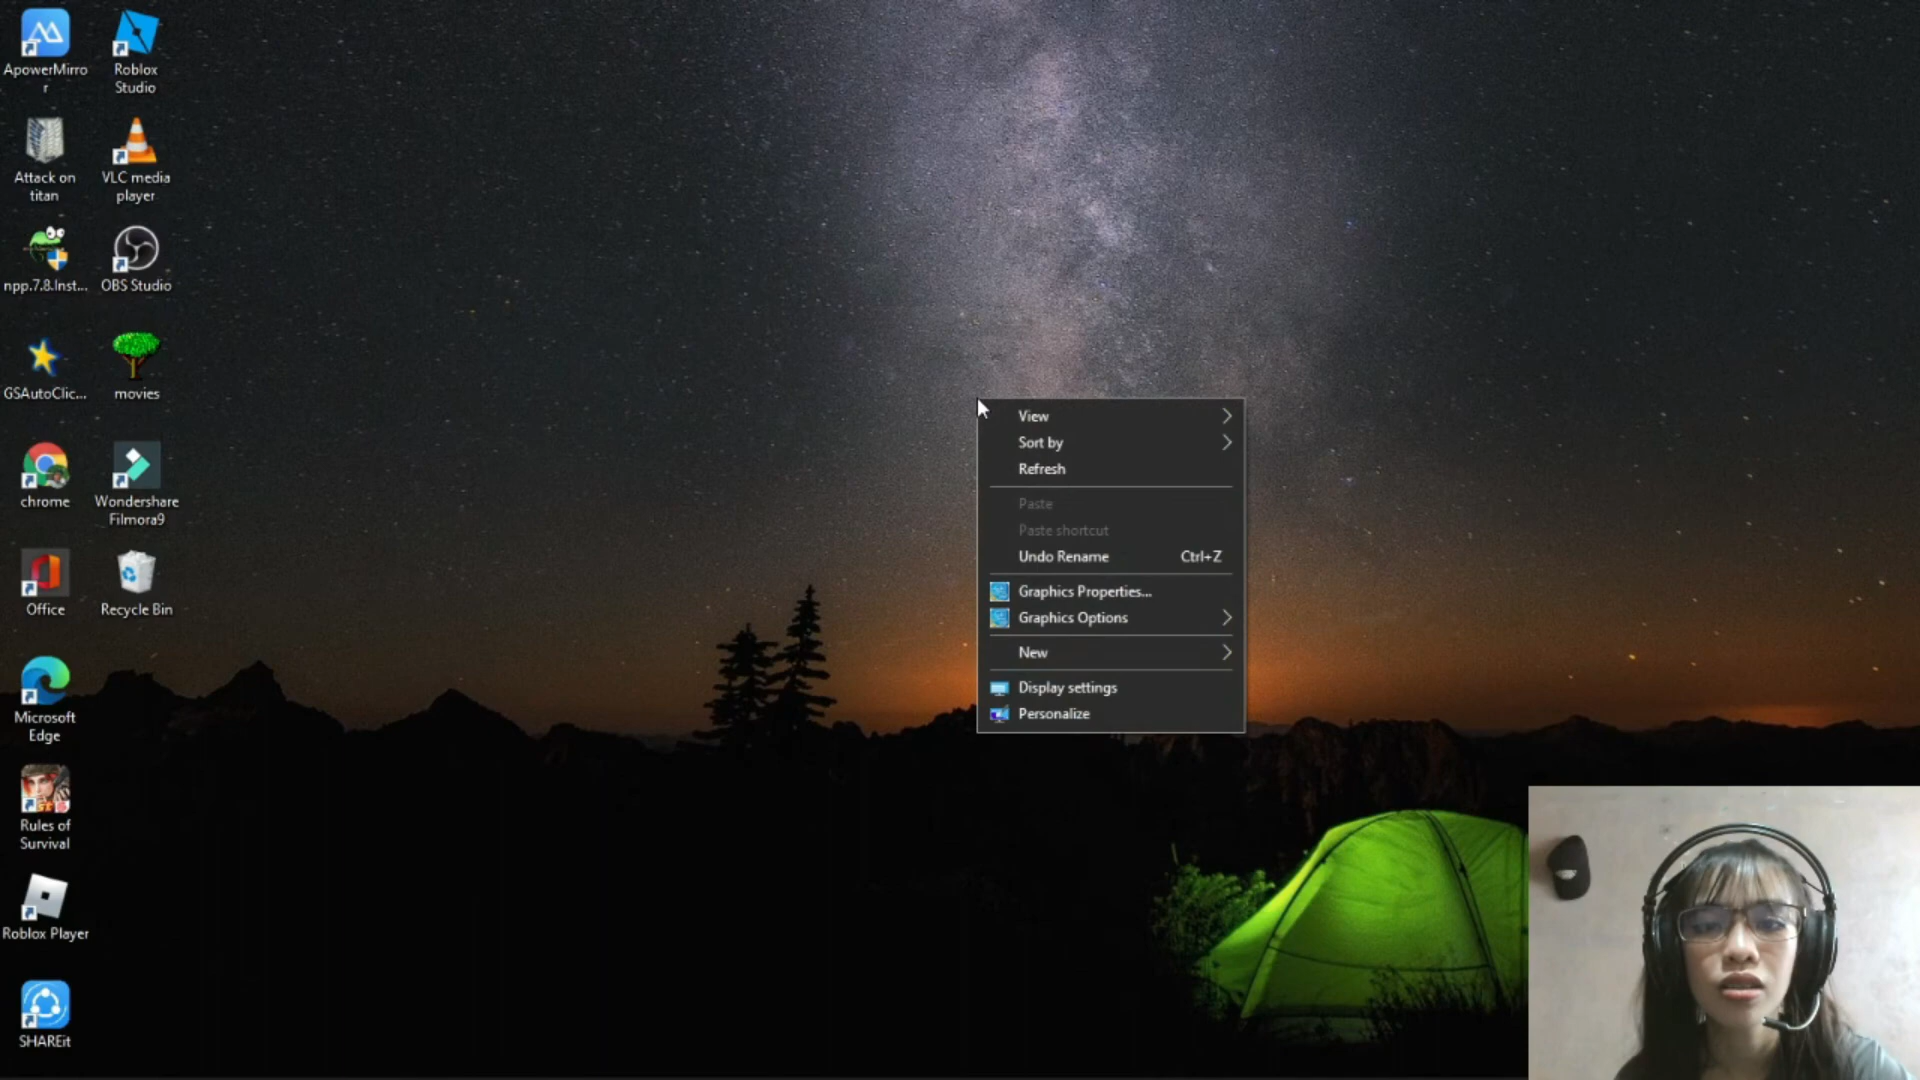 ApowerMirro
r
Roblox
Studio
Attack on
titan
VLC media
player
npp.7.8.Inst...
OBS Studio
GSAutoClic...
movies
chrome
Wondershare
Filmora9
Office
Recycle Bin
Microsoft
Edge
Rules of
Survival
Roblox Player
SHAREit
View
Sort by
Refresh
Paste
Paste shortcut
Undo Rename Ctrl+Z
Graphics Properties...
Graphics Options
New
Display settings
Personalize